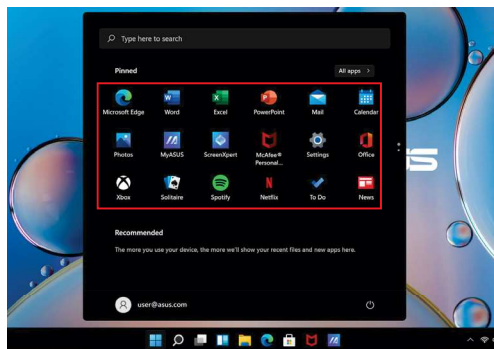 Type here to search
Pinned
All apps >
Microsoft Edge Word Excel PowerPoint Mail Calendar
Photos MyASUS ScreenXpert McAfee® Settings Office
Personal...
Xbox Solitaire Spotify Netflix To Do News
Recommended
The more you use your device, the more we'll show your recent files and new apps here.
user@asus.com